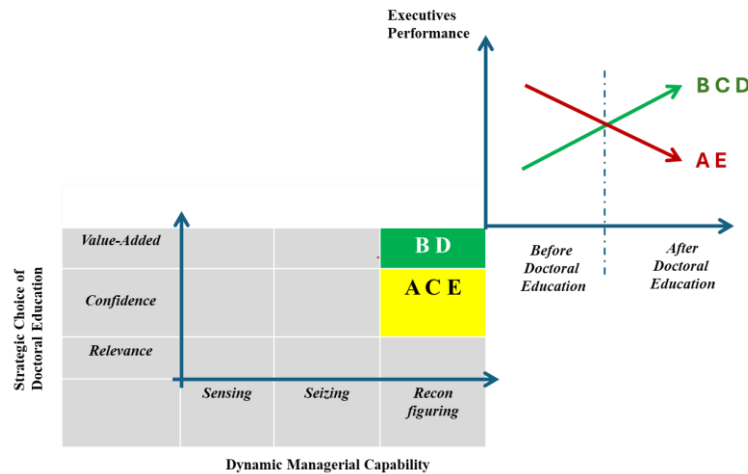 Executives
Performance
B C D
A E
Before
Doctoral
Education
After
Doctoral
Education
Strategic Choice of
Doctoral Education
Value-Added
B D
Confidence
A C E
Relevance
Sensing
Seizing
Recon
figuring
Dynamic Managerial Capability